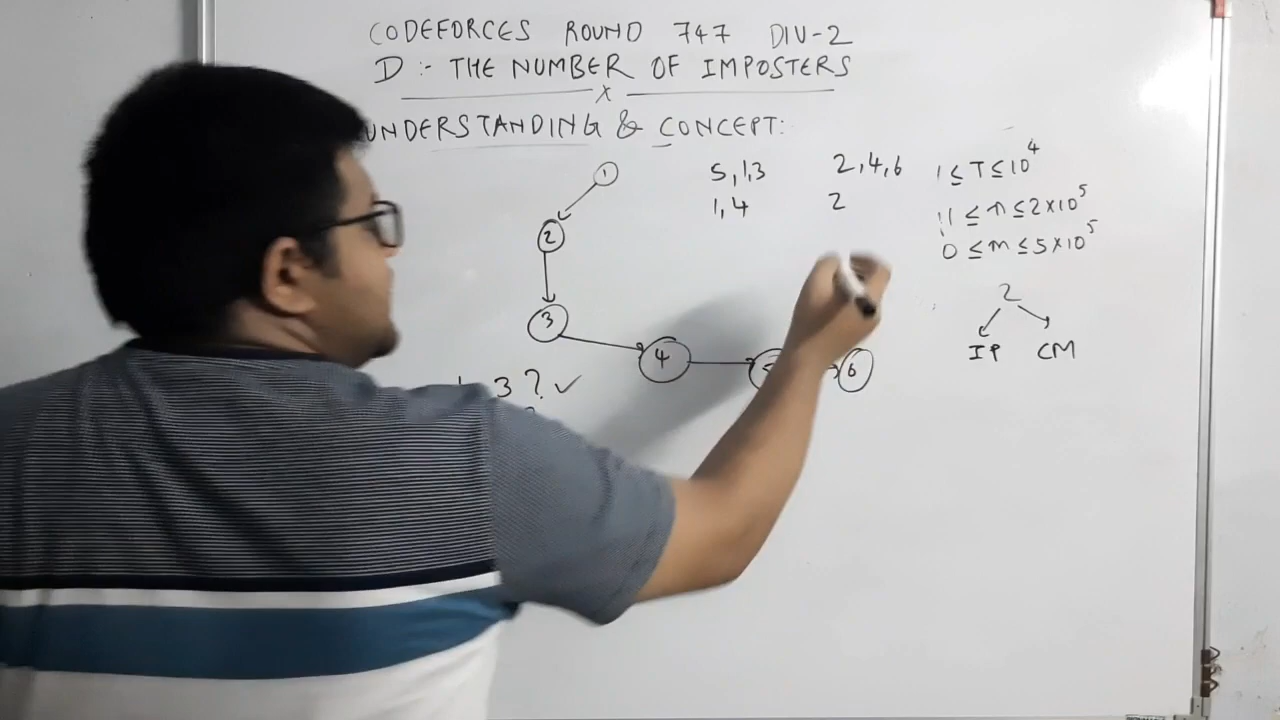 CODEFORCES ROUND 747 DIV-2
D :- THE NUMBER OF IMPOSTERS
x
UNDERSTANDING & CONCEPT:
1
2
3
4
6
3 ? ✓
5,1,3 2,4,6
1,4 2
1 ≤ T ≤ 10^4
1 ≤ n ≤ 2×10^5
0 ≤ m ≤ 5×10^5
2
IP CM